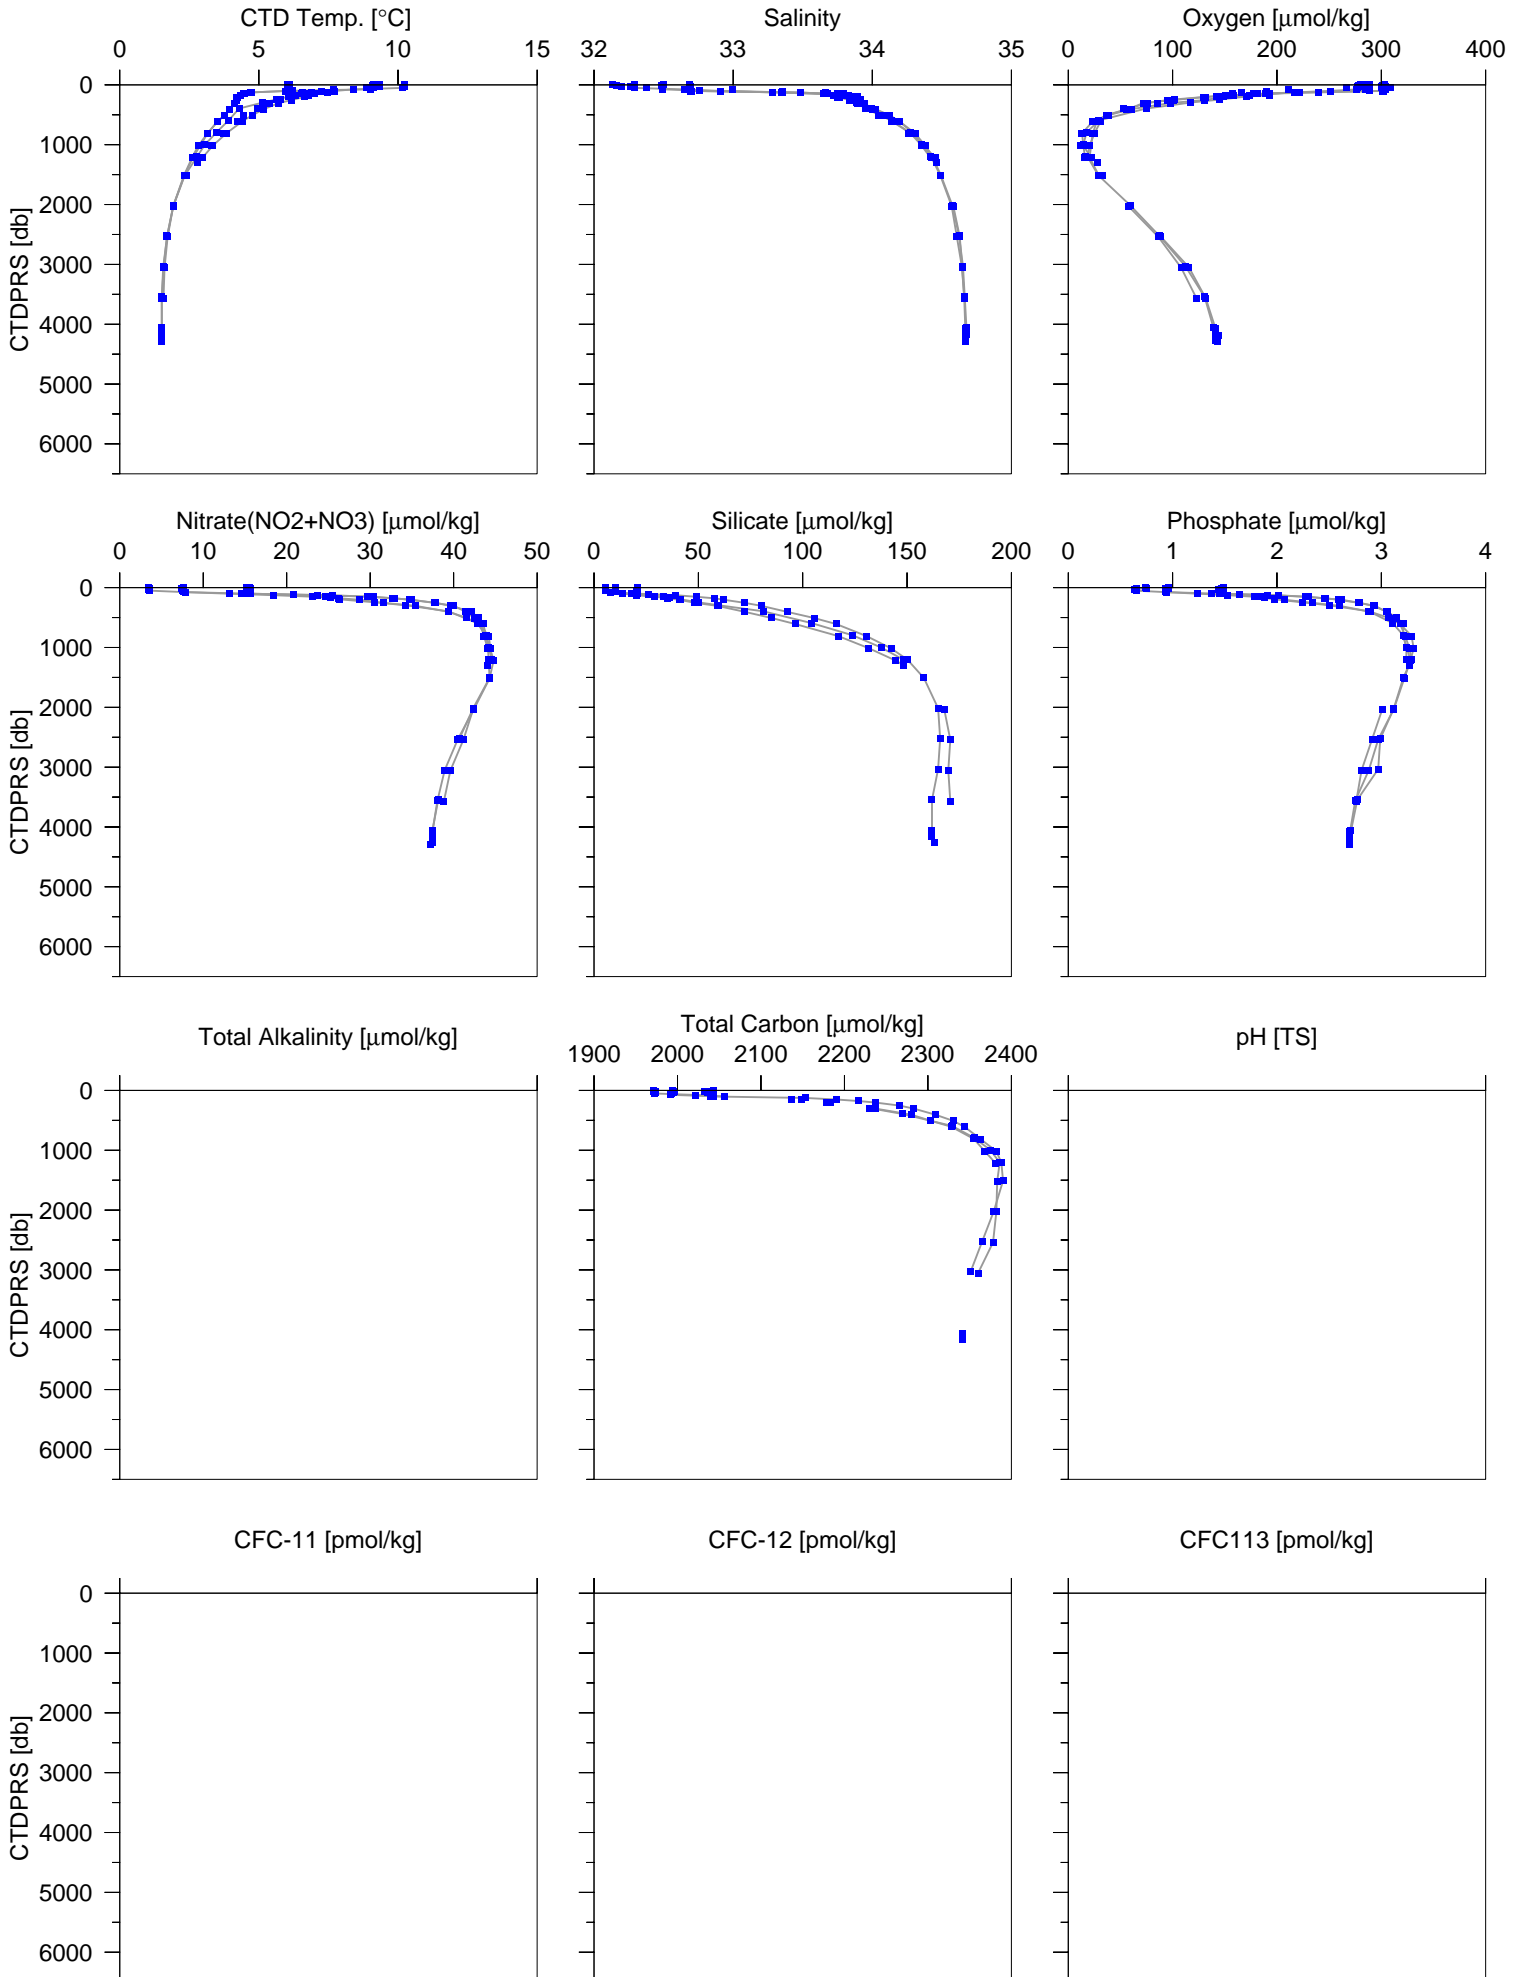 CTD Temp. [°C] Salinity Oxygen [μmol/kg]
0 5 10 15 32 33 34 35 0 100 200 300 400
0
1000
2000
3000
4000
5000
6000
CTDPRS [db]
Nitrate(NO2+NO3) [μmol/kg] Silicate [μmol/kg] Phosphate [μmol/kg]
0 10 20 30 40 50 0 50 100 150 200 0 1 2 3 4
0
1000
2000
3000
4000
5000
6000
CTDPRS [db]
Total Alkalinity [μmol/kg] Total Carbon [μmol/kg] pH [TS]
1900 2000 2100 2200 2300 2400
0
1000
2000
3000
4000
5000
6000
CTDPRS [db]
CFC-11 [pmol/kg] CFC-12 [pmol/kg] CFC113 [pmol/kg]
0
1000
2000
3000
4000
5000
6000
CTDPRS [db]